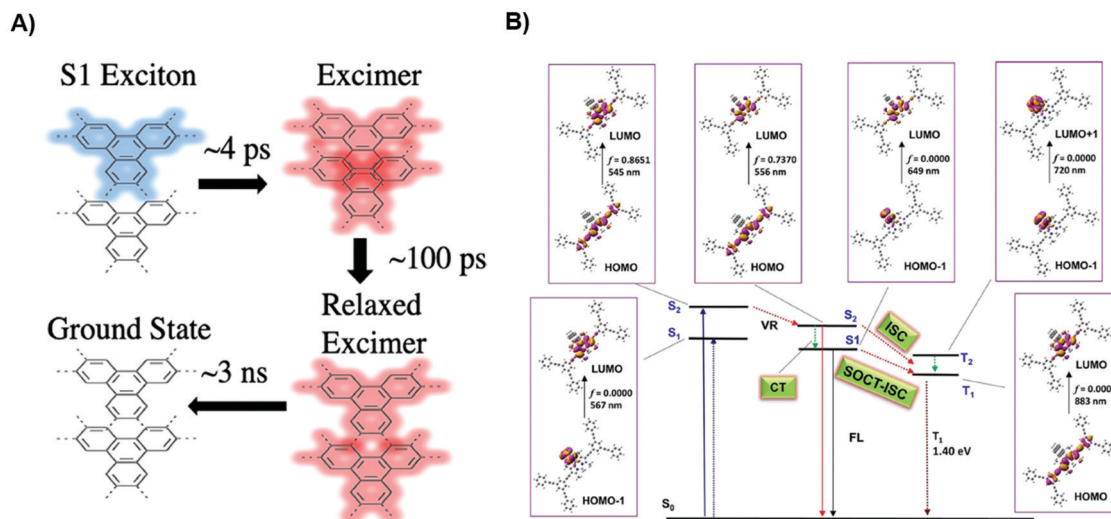 A)
S1 Exciton
Excimer
~4 ps
~100 ps
Relaxed
Excimer
Ground State
~3 ns
B)
LUMO
f = 0.8651
545 nm
HOMO
LUMO
f = 0.7370
556 nm
HOMO
LUMO
f = 0.0000
649 nm
HOMO-1
LUMO+1
f = 0.0000
720 nm
HOMO-1
LUMO
f = 0.0000
567 nm
HOMO-1
S2
S1
VR
S2
S1
ISC
CT
SOCT-ISC
T2
T1
FL
T1
1.40 eV
S0
LUMO
f = 0.000
883 nm
HOMO